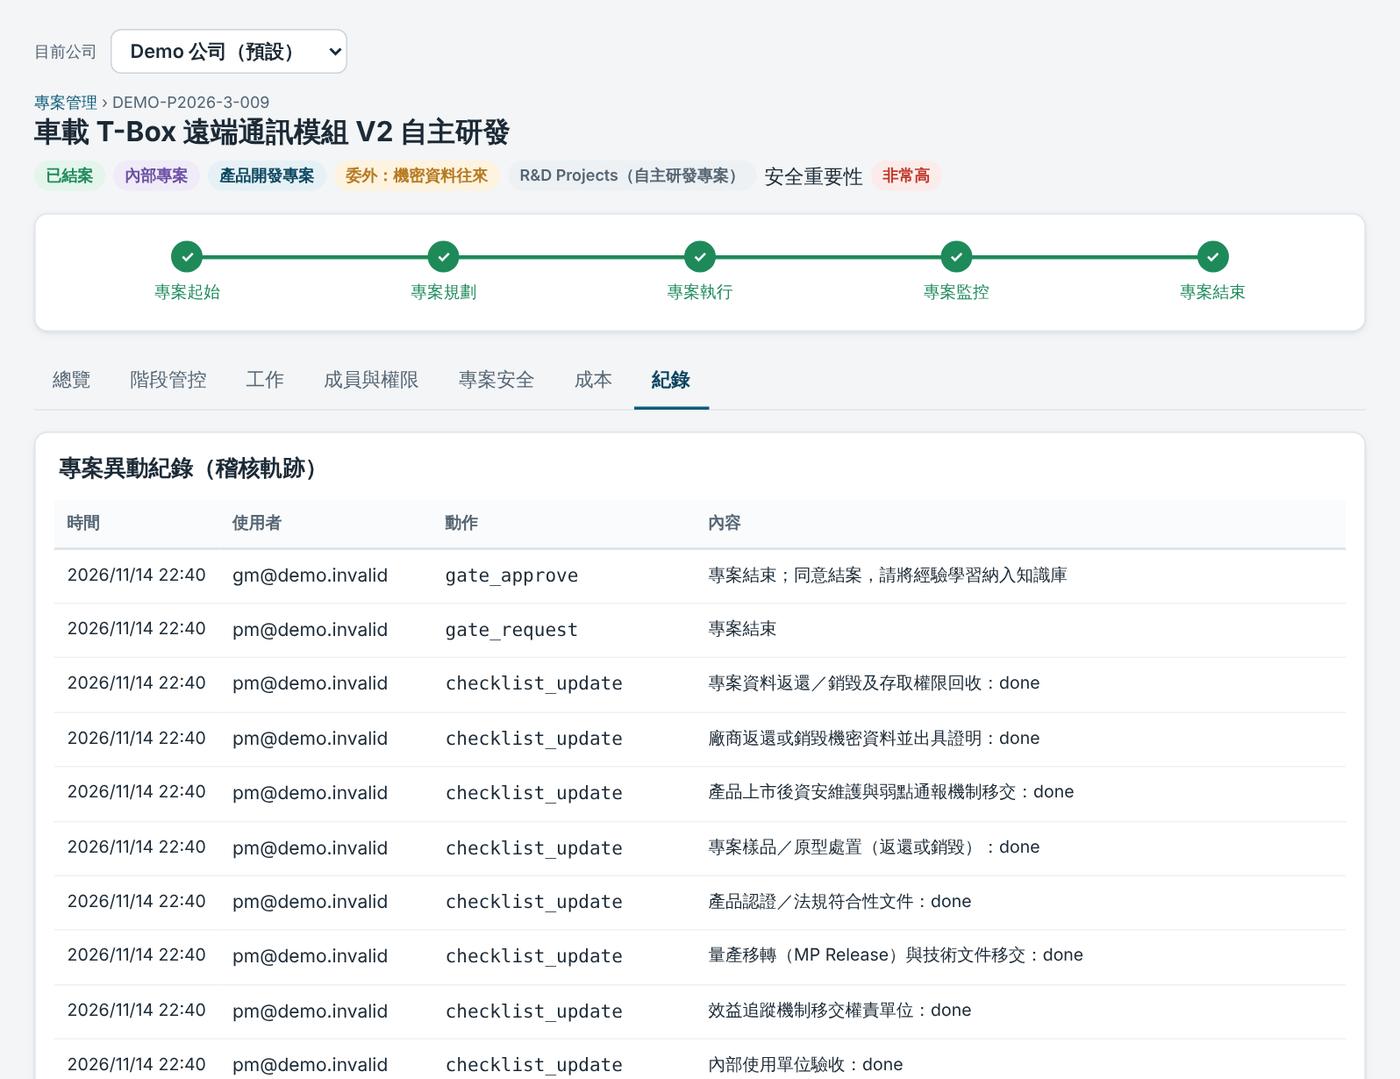 目前公司 Demo 公司（預設）
專案管理 › DEMO-P2026-3-009
車載 T-Box 遠端通訊模組 V2 自主研發
已結案 內部專案 產品開發專案 委外：機密資料往來 R&D Projects（自主研發專案） 安全重要性 非常高
專案起始 專案規劃 專案執行 專案監控 專案結束
總覽 階段管控 工作 成員與權限 專案安全 成本 紀錄
專案異動紀錄（稽核軌跡）
時間 使用者 動作 內容
2026/11/14 22:40 gm@demo.invalid gate_approve 專案結束；同意結案，請將經驗學習納入知識庫
2026/11/14 22:40 pm@demo.invalid gate_request 專案結束
2026/11/14 22:40 pm@demo.invalid checklist_update 專案資料返還／銷毀及存取權限回收：done
2026/11/14 22:40 pm@demo.invalid checklist_update 廠商返還或銷毀機密資料並出具證明：done
2026/11/14 22:40 pm@demo.invalid checklist_update 產品上市後資安維護與弱點通報機制移交：done
2026/11/14 22:40 pm@demo.invalid checklist_update 專案樣品／原型處置（返還或銷毀）：done
2026/11/14 22:40 pm@demo.invalid checklist_update 產品認證／法規符合性文件：done
2026/11/14 22:40 pm@demo.invalid checklist_update 量產移轉（MP Release）與技術文件移交：done
2026/11/14 22:40 pm@demo.invalid checklist_update 效益追蹤機制移交權責單位：done
2026/11/14 22:40 pm@demo.invalid checklist_update 內部使用單位驗收：done